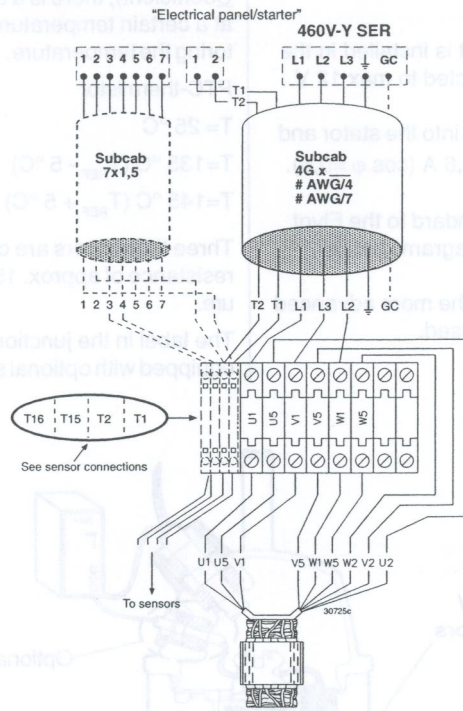 "Electrical panel/starter"
460V-Y SER
1 2 3 4 5 6 7
1 2
L1 L2 L3 ⏚ GC
T1
T2
Subcab
7x1,5
Subcab
4G x __
# AWG/4
# AWG/7
1 2 3 4 5 6 7
T2 T1 L1 L3 L2 ⏚ GC
U1 U5 V1 V5 W1 W5
T16 T15 T2 T1
See sensor connections
U1 U5 V1
V5 W1 W5 W2 V2 U2
To sensors
30725c